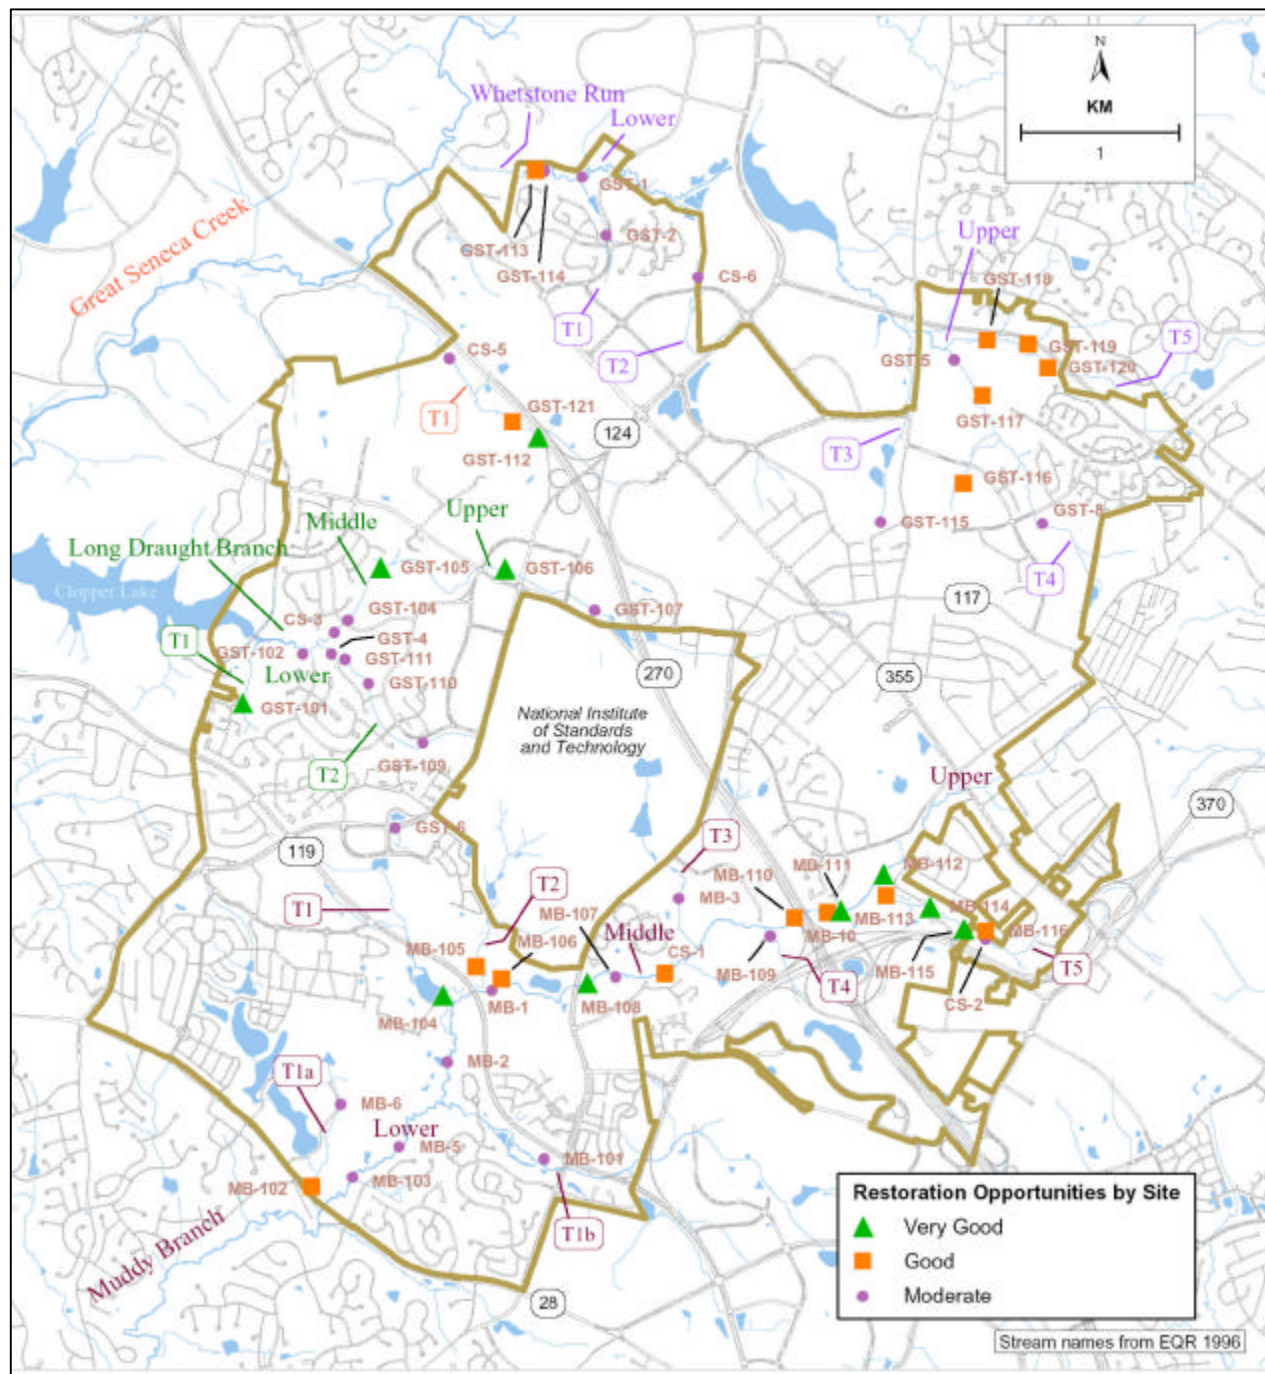 N
KM
1
Whetstone Run
Lower
GST-1
GST-113
GST-2
GST-114
CS-6
Great Seneca Creek
Upper
GST-118
T1
T2
CS-5
GST-5
GST-119
T5
GST-120
T1
GST-121
GST-117
124
T3
GST-112
GST-116
Middle
Upper
GST-115
GST-8
Long Draught Branch
GST-105
GST-106
T4
Clopper Lake
GST-104
GST-107
117
CS-3
T1
GST-4
GST-102
Lower
GST-111
270
355
GST-110
GST-101
National Institute
of Standards
and Technology
T2
GST-109
Upper
370
GST-6
119
T3
MB-111
MB-112
MB-110
T2
MB-3
T1
MB-107
MB-114
MB-113
Middle
MB-10
MB-116
MB-105
MB-106
CS-1
MB-109
T4
MB-115
T5
MB-1
MB-108
CS-2
MB-104
MB-2
T1a
MB-6
Lower
MB-5
MB-101
MB-102
MB-103
T1b
Muddy Branch
28
Restoration Opportunities by Site
Very Good
Good
Moderate
Stream names from EQR 1996